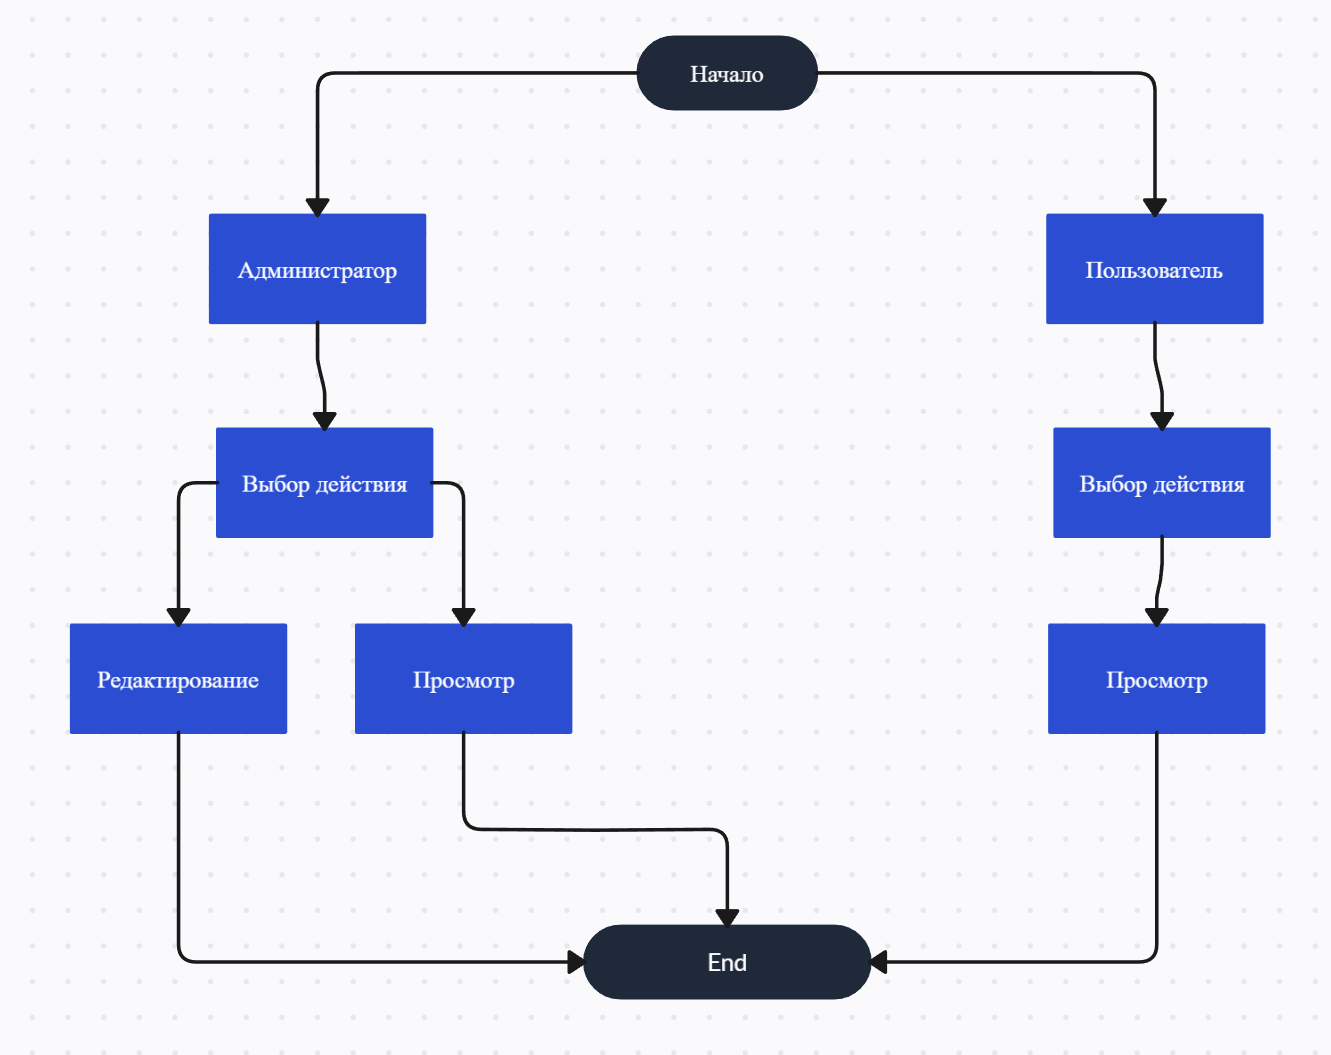 Начало
Администратор
Пользователь
Выбор действия
Выбор действия
Редактирование
Просмотр
Просмотр
End